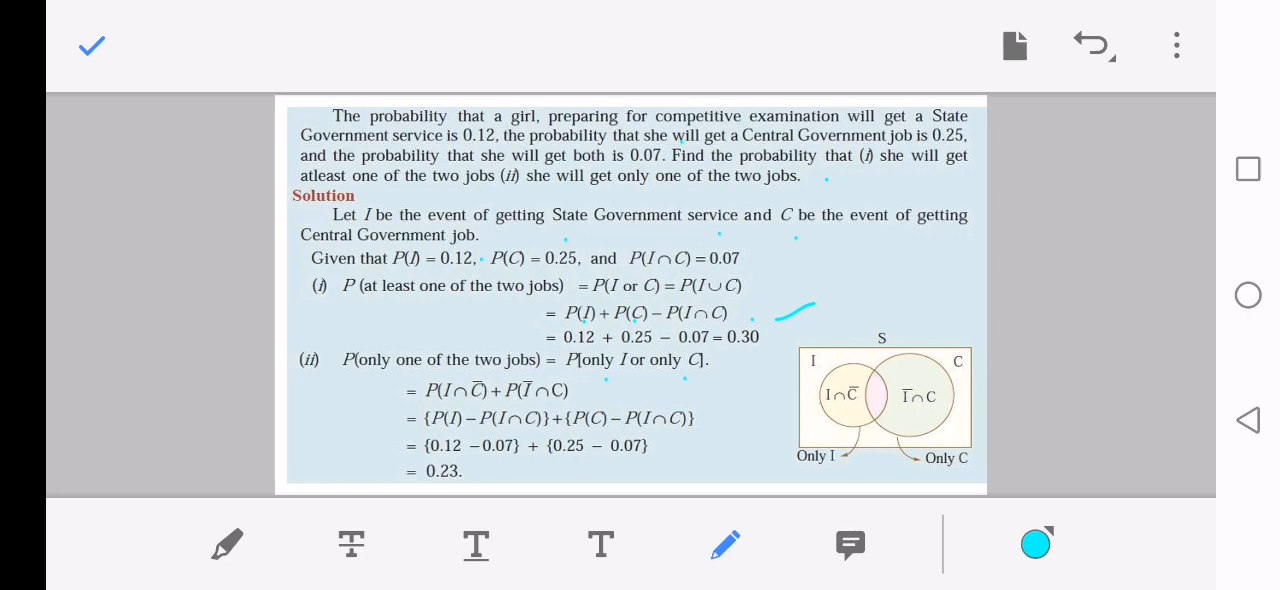 The probability that a girl, preparing for competitive examination will get a State
Government service is 0.12, the probability that she will get a Central Government job is 0.25,
and the probability that she will get both is 0.07. Find the probability that (i) she will get
atleast one of the two jobs (ii) she will get only one of the two jobs.
Solution
Let I be the event of getting State Government service and C be the event of getting
Central Government job.
Given that P(I) = 0.12, P(C) = 0.25, and P(I∩C) = 0.07
(i) P (at least one of the two jobs) = P(I or C) = P(I∪C)
= P(I) + P(C) − P(I∩C)
= 0.12 + 0.25 − 0.07 = 0.30
(ii) P(only one of the two jobs) = P[only I or only C].
= P(I∩C̅) + P(I̅∩C)
= {P(I) − P(I∩C)} + {P(C) − P(I∩C)}
= {0.12 − 0.07} + {0.25 − 0.07}
= 0.23.
S
I C
I∩C̅ I̅∩C
Only I Only C
T T T